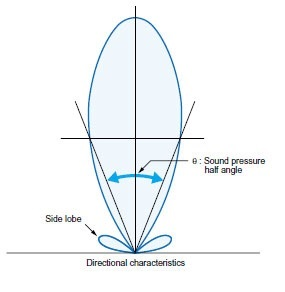 θ : Sound pressure
half angle
Side lobe
Directional characteristics